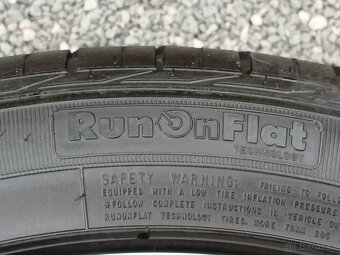 RunOnFlat
TECHNOLOGY
SAFETY WARNING: FAILING TO FOLLO
EQUIPPED WITH A LOW TIRE INFLATION PRESSURE
FOLLOW COMPLETE INSTRUCTIONS IN VEHICLE OW
RUNONFLAT TECHNOLOGY TIRES. MORE THAN